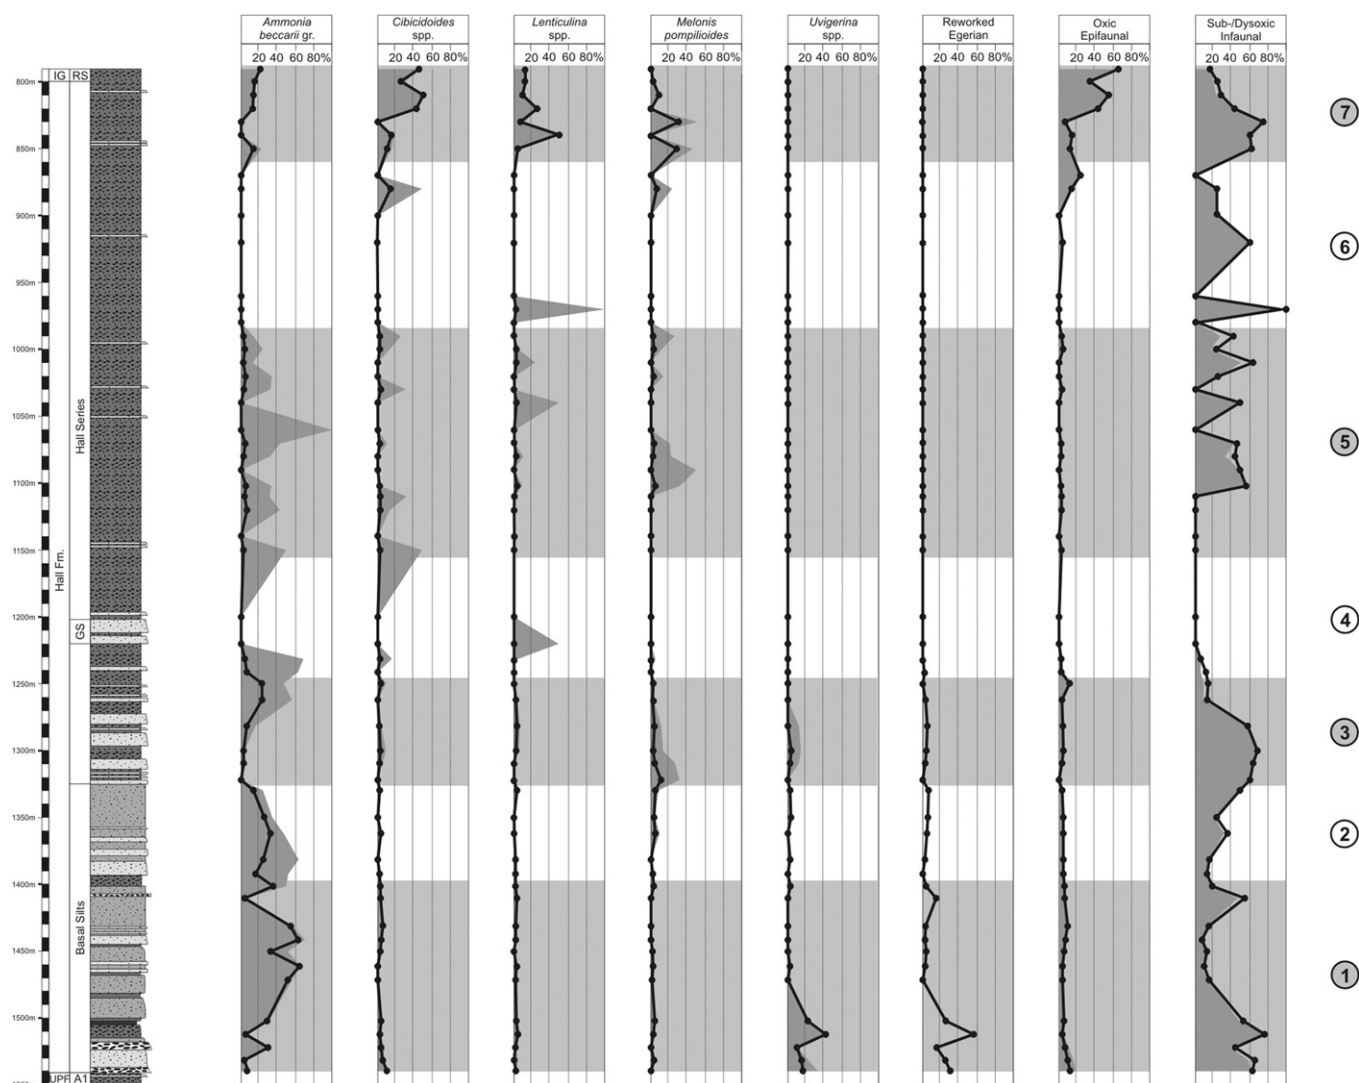 Ammonia
beccarii gr.
Cibicidoides
spp.
Lenticulina
spp.
Melonis
pompilioides
Uvigerina
spp.
Reworked
Egerian
Oxic
Epifaunal
Sub-/Dysoxic
Infaunal
20 40 60 80%
20 40 60 80%
20 40 60 80%
20 40 60 80%
20 40 60 80%
20 40 60 80%
20 40 60 80%
20 40 60 80%
IG RS
800m
850m
900m
950m
1000m
1050m
1100m
1150m
1200m
1250m
1300m
1350m
1400m
1450m
1500m
Hall Series
Hall Fm.
GS
Basal Silts
UPF A1
7
6
5
4
3
2
1